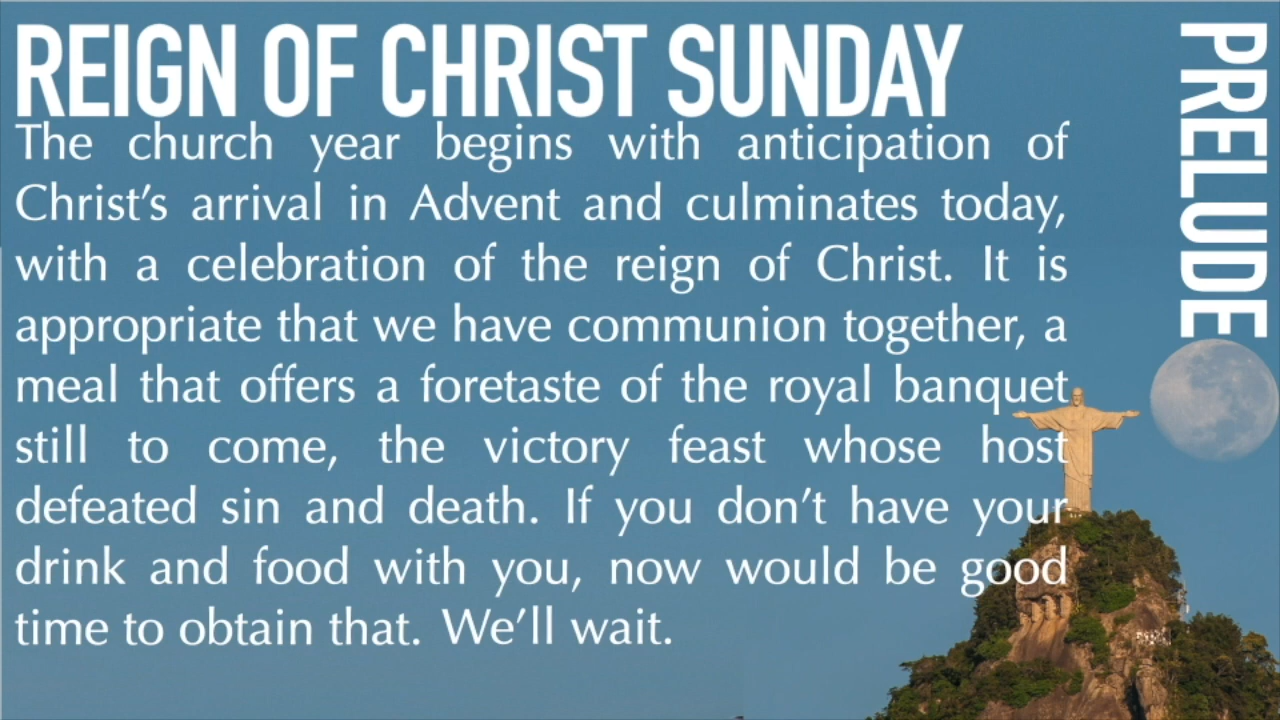 REIGN OF CHRIST SUNDAY
The church year begins with anticipation of
Christ’s arrival in Advent and culminates today,
with a celebration of the reign of Christ. It is
appropriate that we have communion together, a
meal that offers a foretaste of the royal banquet
still to come, the victory feast whose host
defeated sin and death. If you don’t have your
drink and food with you, now would be good
time to obtain that. We’ll wait.
PRELUDE